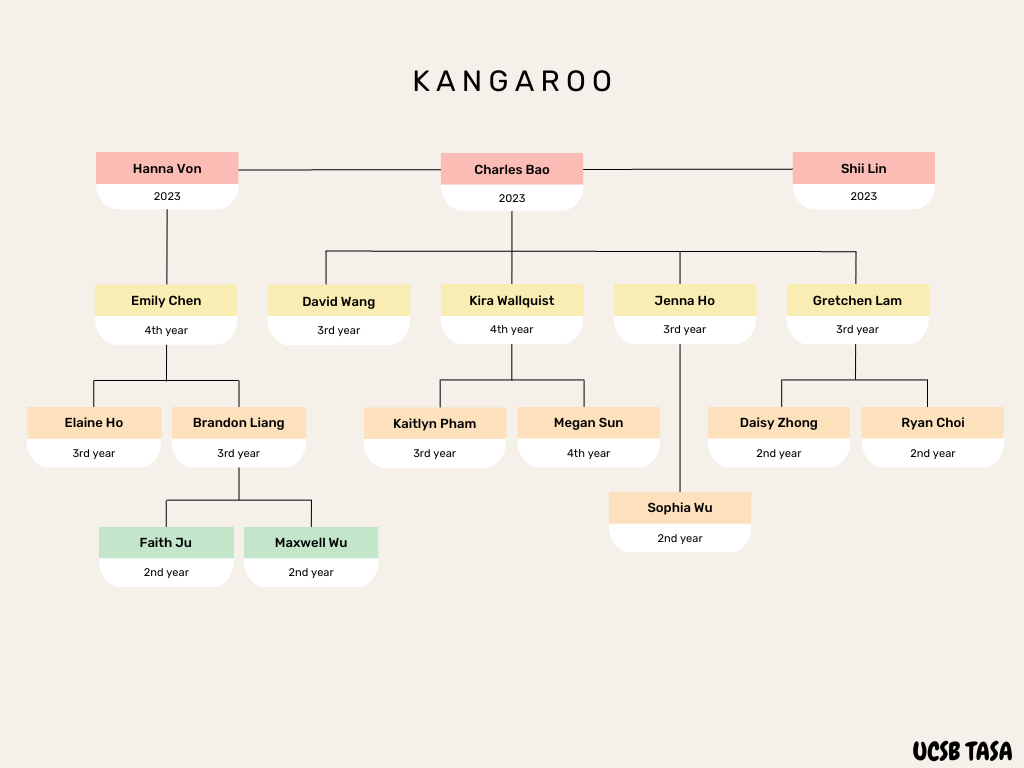 KANGAROO
Hanna Von
2023
Charles Bao
2023
Shii Lin
2023
Emily Chen
4th year
David Wang
3rd year
Kira Wallquist
4th year
Jenna Ho
3rd year
Gretchen Lam
3rd year
Elaine Ho
3rd year
Brandon Liang
3rd year
Kaitlyn Pham
3rd year
Megan Sun
4th year
Daisy Zhong
2nd year
Ryan Choi
2nd year
Sophia Wu
2nd year
Faith Ju
2nd year
Maxwell Wu
2nd year
UCSB TASA